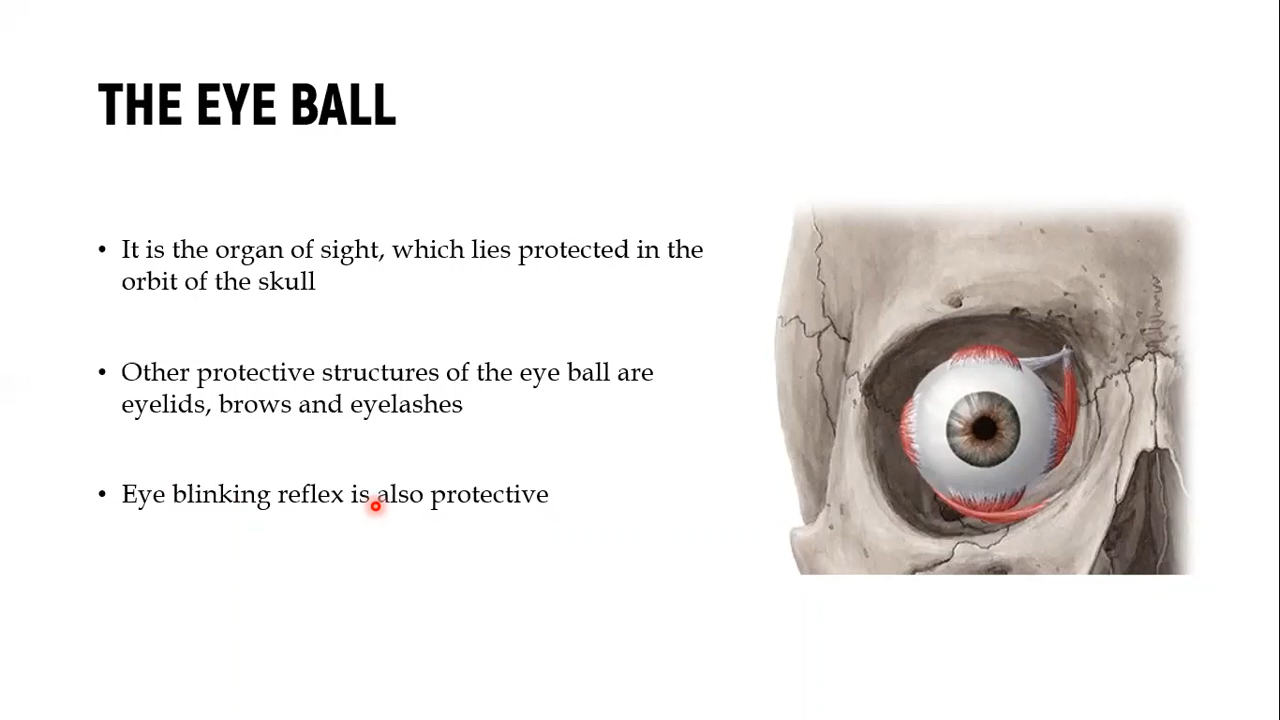 THE EYE BALL
• It is the organ of sight, which lies protected in the
orbit of the skull
• Other protective structures of the eye ball are
eyelids, brows and eyelashes
• Eye blinking reflex is also protective